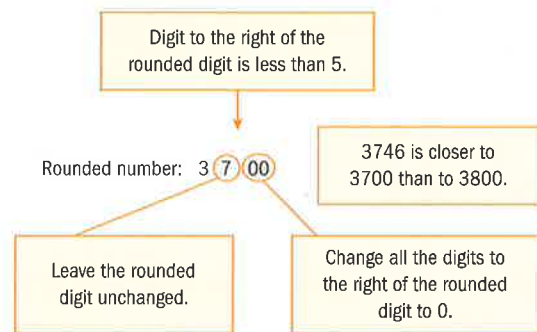 Digit to the right of the
rounded digit is less than 5.
Rounded number: 3 7 00
3746 is closer to
3700 than to 3800.
Leave the rounded
digit unchanged.
Change all the digits to
the right of the rounded
digit to 0.